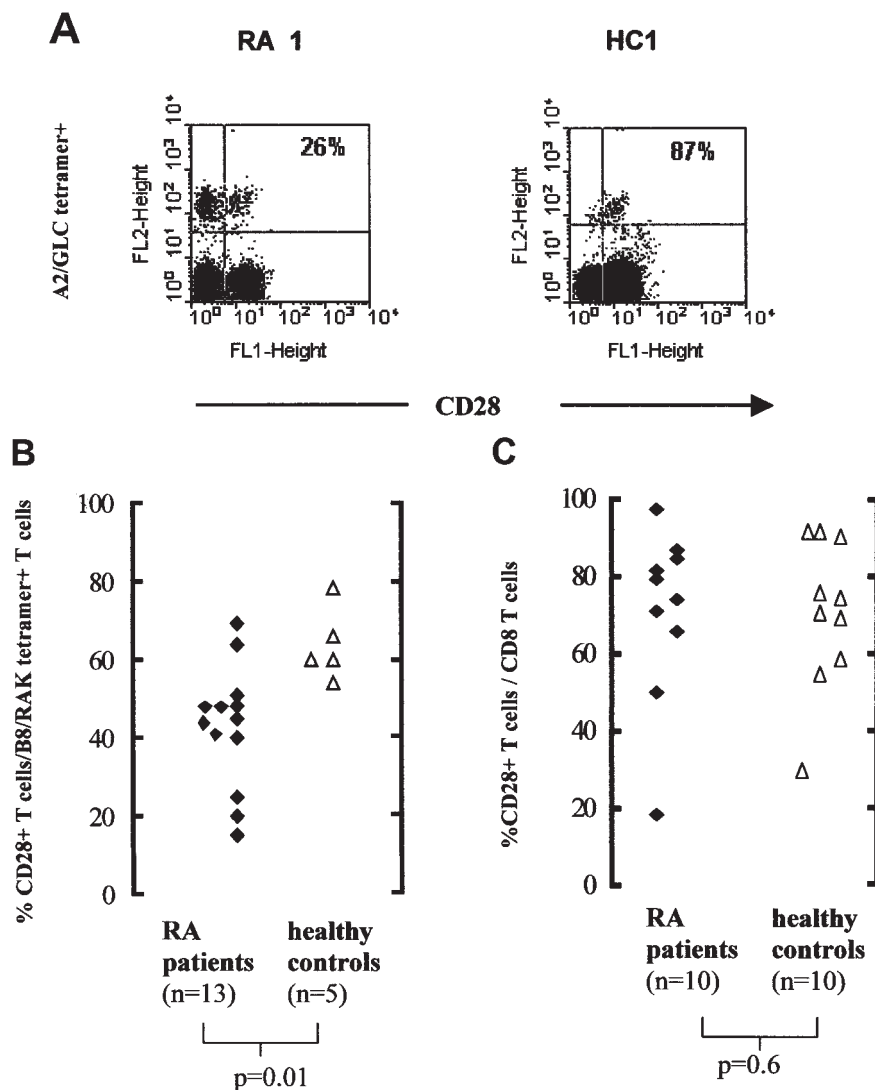 A
RA 1
HC1
A2/GLC tetramer+
FL2-Height
10⁰ 10¹ 10² 10³ 10⁴
26%
10⁰ 10¹ 10² 10³ 10⁴
FL1-Height
FL2-Height
10⁰ 10¹ 10² 10³ 10⁴
87%
10⁰ 10¹ 10² 10³ 10⁴
FL1-Height
CD28
B
% CD28+ T cells/B8/RAK tetramer+ T cells
100
80
60
40
20
0
RA
patients
(n=13)
healthy
controls
(n=5)
p=0.01
C
%CD28+ T cells / CD8 T cells
100
80
60
40
20
0
RA
patients
(n=10)
healthy
controls
(n=10)
p=0.6